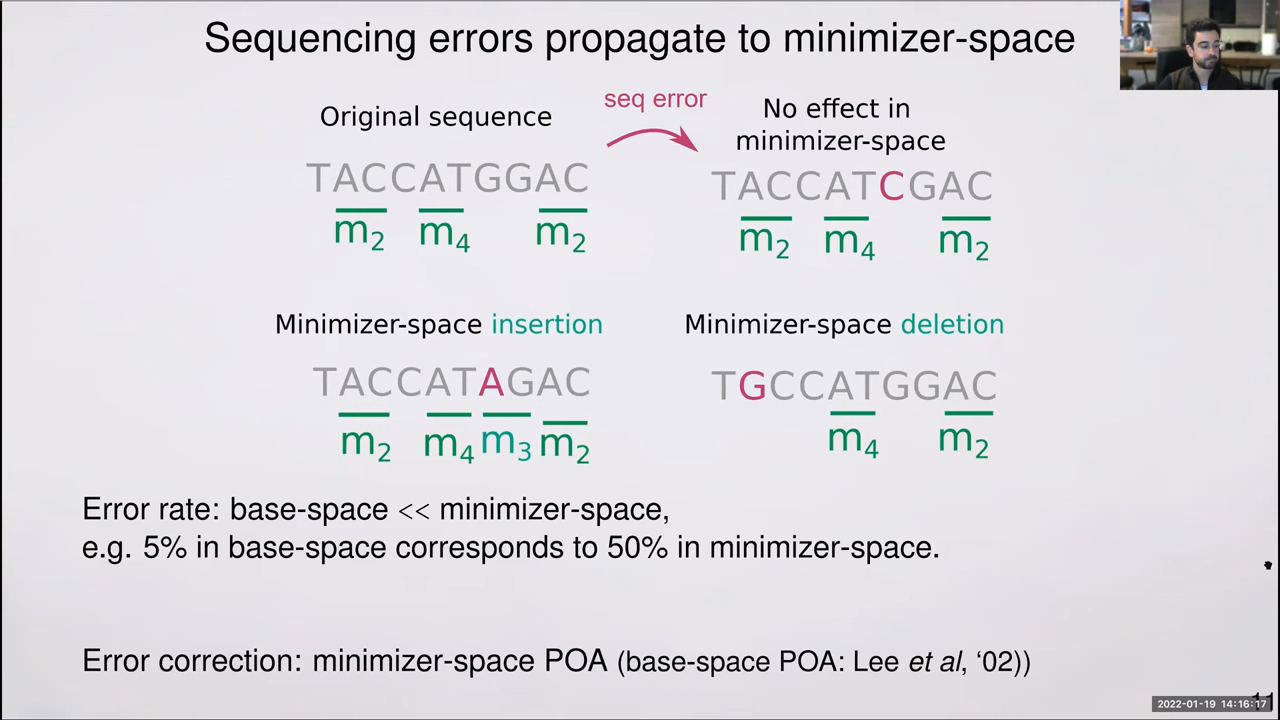 Sequencing errors propagate to minimizer-space
seq error
Original sequence
TACCATGGAC
m2 m4 m2
No effect in
minimizer-space
TACCATCGAC
m2 m4 m2
Minimizer-space insertion
TACCATAGAC
m2 m4 m3 m2
Minimizer-space deletion
TGCCATGGAC
m4 m2
Error rate: base-space << minimizer-space,
e.g. 5% in base-space corresponds to 50% in minimizer-space.
Error correction: minimizer-space POA (base-space POA: Lee et al, ‘02))
11
2022-01-19 14:16:17